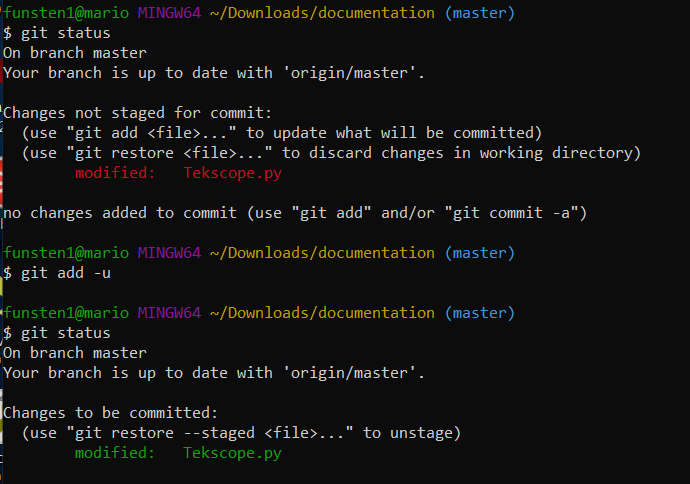 funsten1@mario MINGW64 ~/Downloads/documentation (master)
$ git status
On branch master
Your branch is up to date with 'origin/master'.
Changes not staged for commit:
  (use "git add <file>..." to update what will be committed)
  (use "git restore <file>..." to discard changes in working directory)
        modified:   Tekscope.py
no changes added to commit (use "git add" and/or "git commit -a")
funsten1@mario MINGW64 ~/Downloads/documentation (master)
$ git add -u
funsten1@mario MINGW64 ~/Downloads/documentation (master)
$ git status
On branch master
Your branch is up to date with 'origin/master'.
Changes to be committed:
  (use "git restore --staged <file>..." to unstage)
        modified:   Tekscope.py